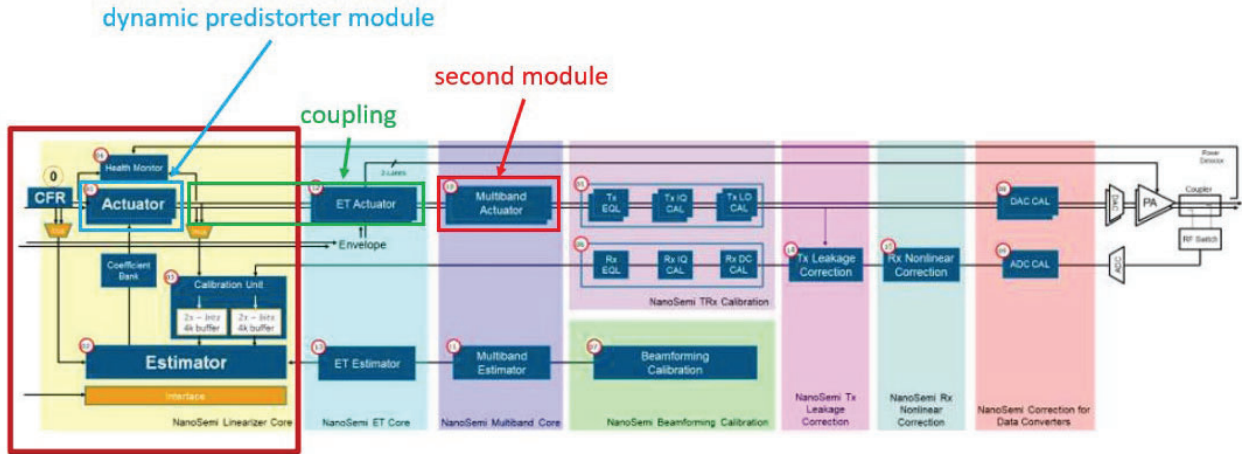 dynamic predistorter module
second module
coupling
Power
Detector
Health Monitor
0
2 Lanes
CFR
Actuator
ET Actuator
Multiband
Actuator
Tx
EQL
Tx IQ
CAL
Tx LO
CAL
DAC CAL
DAC
PA
Coupler
RF Switch
Envelope
Coefficient
Bank
Calibration Unit
4k buffer
4k buffer
Rx
EQL
Rx IQ
CAL
Rx DC
CAL
Tx Leakage
Correction
Rx Nonlinear
Correction
ADC CAL
ADC
NanoSemi TRx Calibration
Estimator
ET Estimator
Multiband
Estimator
Beamforming
Calibration
Interface
NanoSemi Linearizer Core
NanoSemi ET Core
NanoSemi Multiband Core
NanoSemi Beamforming Calibration
NanoSemi Tx
Leakage
Correction
NanoSemi Rx
Nonlinear
Correction
NanoSemi Correction for
Data Converters